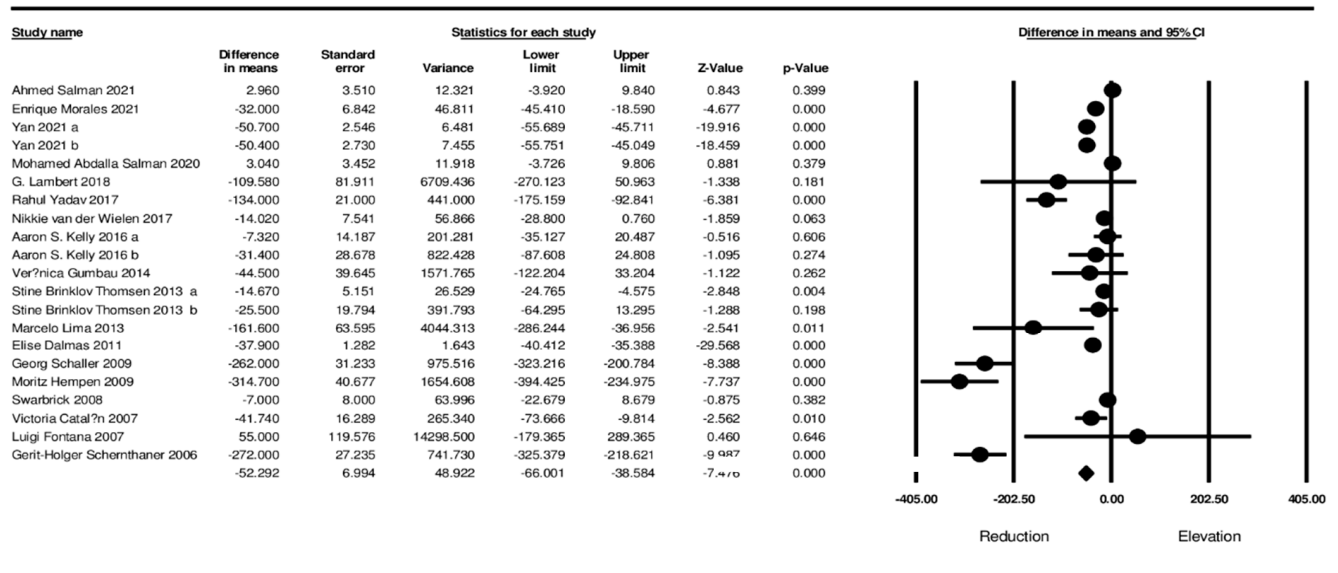 Study name Statistics for each study Difference in means and 95% CI
Difference Standard Lower Upper
in means error Variance limit limit Z-Value p-Value
Ahmed Salman 2021 2.960 3.510 12.321 -3.920 9.840 0.843 0.399
Enrique Morales 2021 -32.000 6.842 46.811 -45.410 -18.590 -4.677 0.000
Yan 2021 a -50.700 2.546 6.481 -55.689 -45.711 -19.916 0.000
Yan 2021 b -50.400 2.730 7.455 -55.751 -45.049 -18.459 0.000
Mohamed Abdalla Salman 2020 3.040 3.452 11.918 -3.726 9.806 0.881 0.379
G. Lambert 2018 -109.580 81.911 6709.436 -270.123 50.963 -1.338 0.181
Rahul Yadav 2017 -134.000 21.000 441.000 -175.159 -92.841 -6.381 0.000
Nikkie van der Wielen 2017 -14.020 7.541 56.866 -28.800 0.760 -1.859 0.063
Aaron S. Kelly 2016 a -7.320 14.187 201.281 -35.127 20.487 -0.516 0.606
Aaron S. Kelly 2016 b -31.400 28.678 822.428 -87.608 24.808 -1.095 0.274
Ver?nica Gumbau 2014 -44.500 39.645 1571.765 -122.204 33.204 -1.122 0.262
Stine Brinklov Thomsen 2013 a -14.670 5.151 26.529 -24.765 -4.575 -2.848 0.004
Stine Brinklov Thomsen 2013 b -25.500 19.794 391.793 -64.295 13.295 -1.288 0.198
Marcelo Lima 2013 -161.600 63.595 4044.313 -286.244 -36.956 -2.541 0.011
Elise Dalmas 2011 -37.900 1.282 1.643 -40.412 -35.388 -29.568 0.000
Georg Schaller 2009 -262.000 31.233 975.516 -323.216 -200.784 -8.388 0.000
Moritz Hempen 2009 -314.700 40.677 1654.608 -394.425 -234.975 -7.737 0.000
Swarbrick 2008 -7.000 8.000 63.996 -22.679 8.679 -0.875 0.382
Victoria Catal?n 2007 -41.740 16.289 265.340 -73.666 -9.814 -2.562 0.010
Luigi Fontana 2007 55.000 119.576 14298.500 -179.365 289.365 0.460 0.646
Gerit-Holger Schernthaner 2006 -272.000 27.235 741.730 -325.379 -218.621 -9.987 0.000
-52.292 6.994 48.922 -66.001 -38.584 -7.476 0.000
-405.00 -202.50 0.00 202.50 405.00
Reduction Elevation